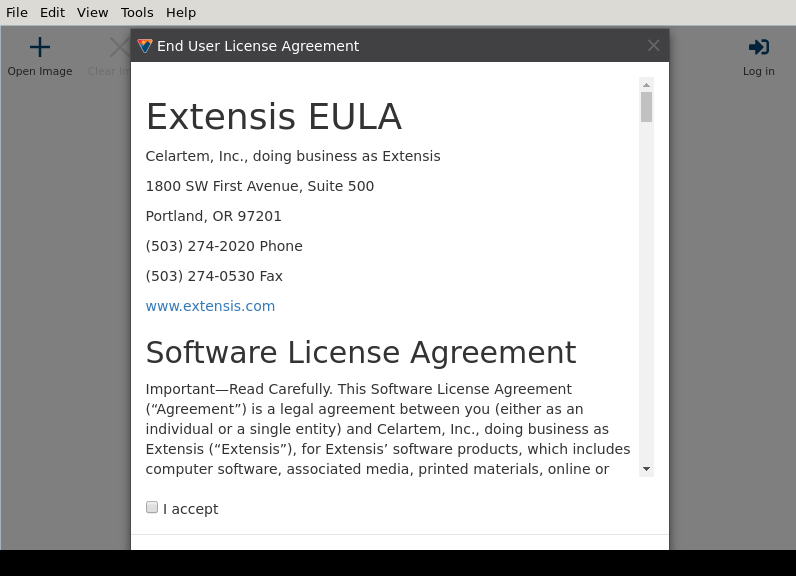 File Edit View Tools Help
End User License Agreement
Open Image
Clear Im
Log in
Extensis EULA
Celartem, Inc., doing business as Extensis
1800 SW First Avenue, Suite 500
Portland, OR 97201
(503) 274-2020 Phone
(503) 274-0530 Fax
www.extensis.com
Software License Agreement
Important—Read Carefully. This Software License Agreement
(“Agreement”) is a legal agreement between you (either as an
individual or a single entity) and Celartem, Inc., doing business as
Extensis (“Extensis”), for Extensis’ software products, which includes
computer software, associated media, printed materials, online or
I accept